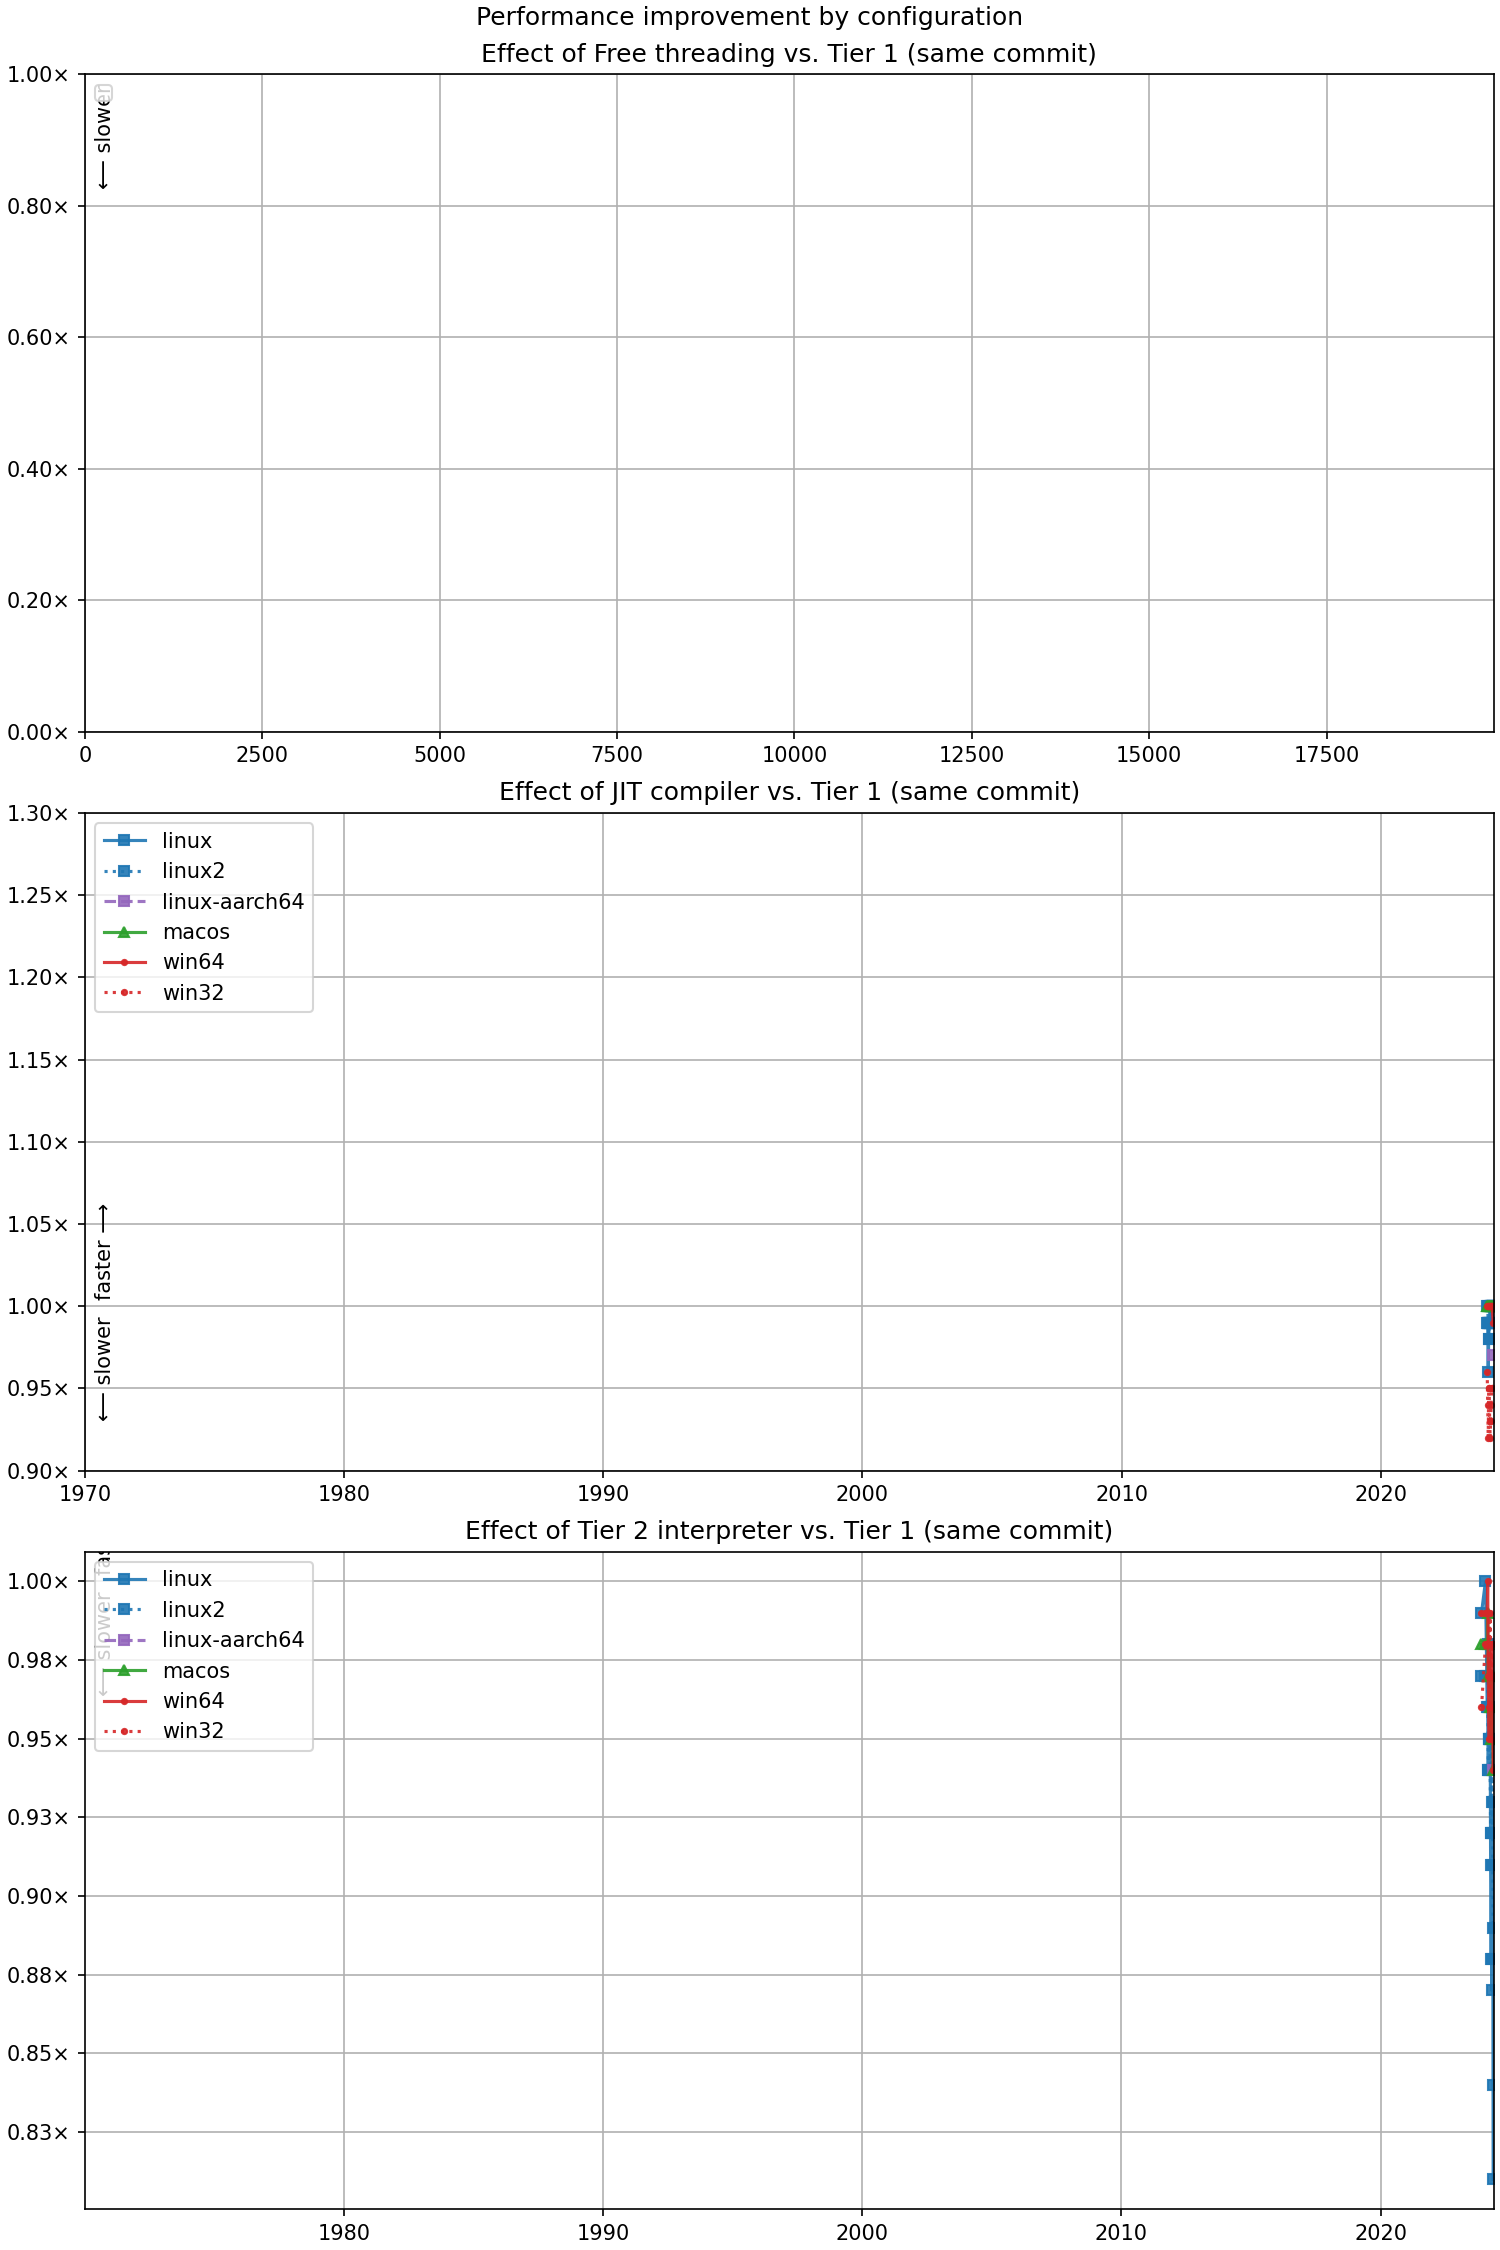 Performance improvement by configuration
Effect of Free threading vs. Tier 1 (same commit)
1.00×
0.80×
0.60×
0.40×
0.20×
0.00×
⟵ slowe
0 2500 5000 7500 10000 12500 15000 17500
Effect of JIT compiler vs. Tier 1 (same commit)
1.30×
1.25×
1.20×
1.15×
1.10×
1.05×
1.00×
0.95×
0.90×
linux
linux2
linux-aarch64
macos
win64
win32
⟵ slower faster ⟶
1970 1980 1990 2000 2010 2020
Effect of Tier 2 interpreter vs. Tier 1 (same commit)
1.00×
0.98×
0.95×
0.93×
0.90×
0.88×
0.85×
0.83×
linux
linux2
linux-aarch64
macos
win64
win32
⟵ slower fas
1980 1990 2000 2010 2020